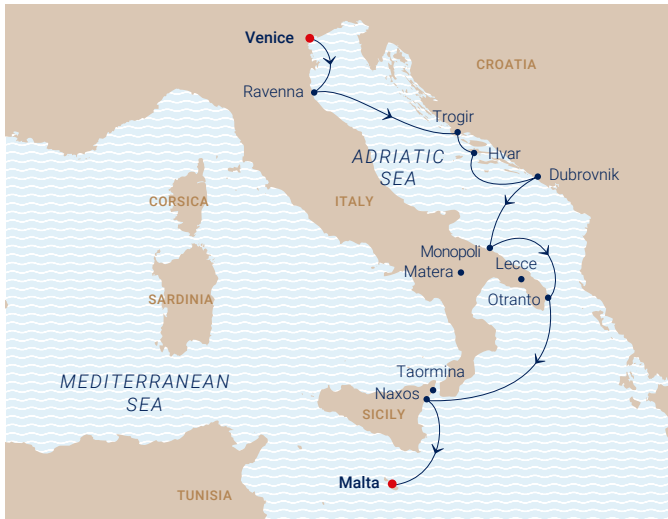 Venice
CROATIA
Ravenna
Trogir
ADRIATIC
SEA
Hvar
Dubrovnik
CORSICA
ITALY
Monopoli
Lecce
Matera
SARDINIA
Otranto
Taormina
MEDITERRANEAN
SEA
Naxos
SICILY
Malta
TUNISIA